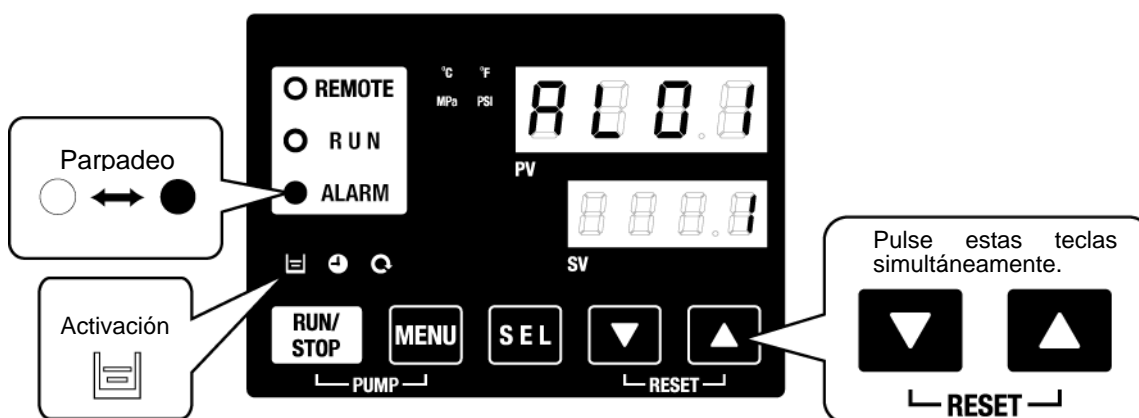 REMOTE
RUN
ALARM
°C °F
MPa PSI
AL01
PV
1
SV
Parpadeo
Activación
RUN/
STOP
MENU
SEL
PUMP
RESET
Pulse estas teclas
simultáneamente.
RESET